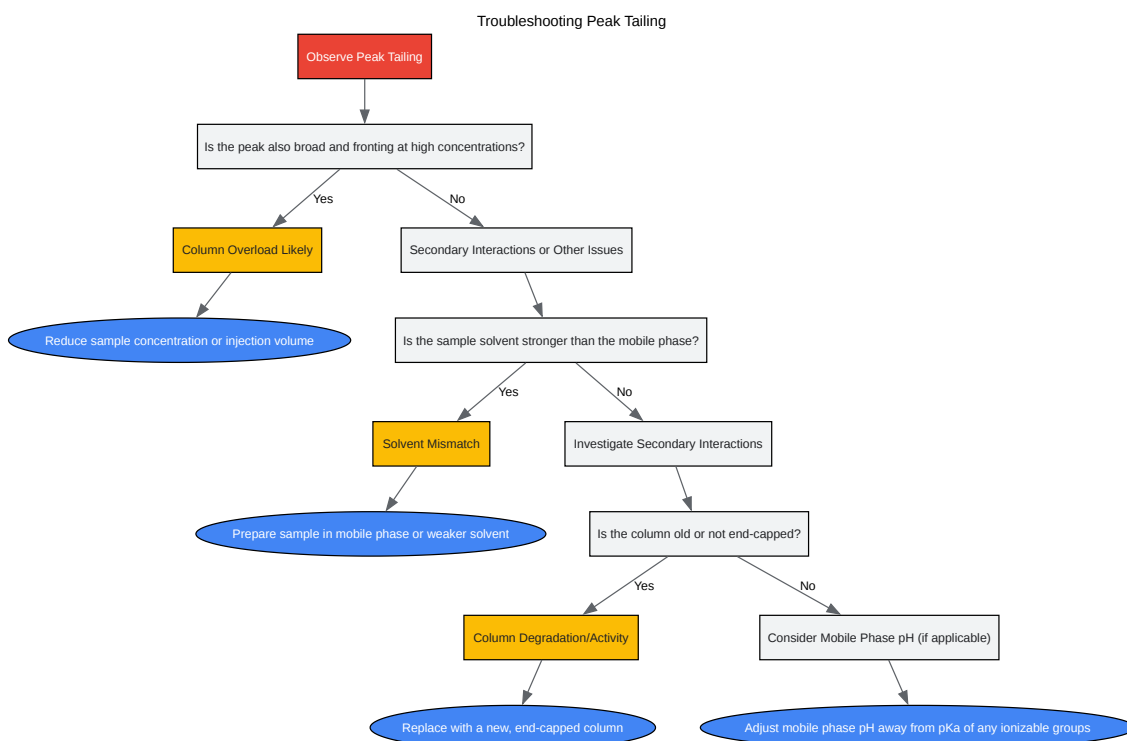 Troubleshooting Peak Tailing
Observe Peak Tailing
Is the peak also broad and fronting at high concentrations?
Yes
No
Column Overload Likely
Secondary Interactions or Other Issues
Reduce sample concentration or injection volume
Is the sample solvent stronger than the mobile phase?
Yes
No
Solvent Mismatch
Investigate Secondary Interactions
Prepare sample in mobile phase or weaker solvent
Is the column old or not end-capped?
Yes
No
Column Degradation/Activity
Consider Mobile Phase pH (if applicable)
Replace with a new, end-capped column
Adjust mobile phase pH away from pKa of any ionizable groups